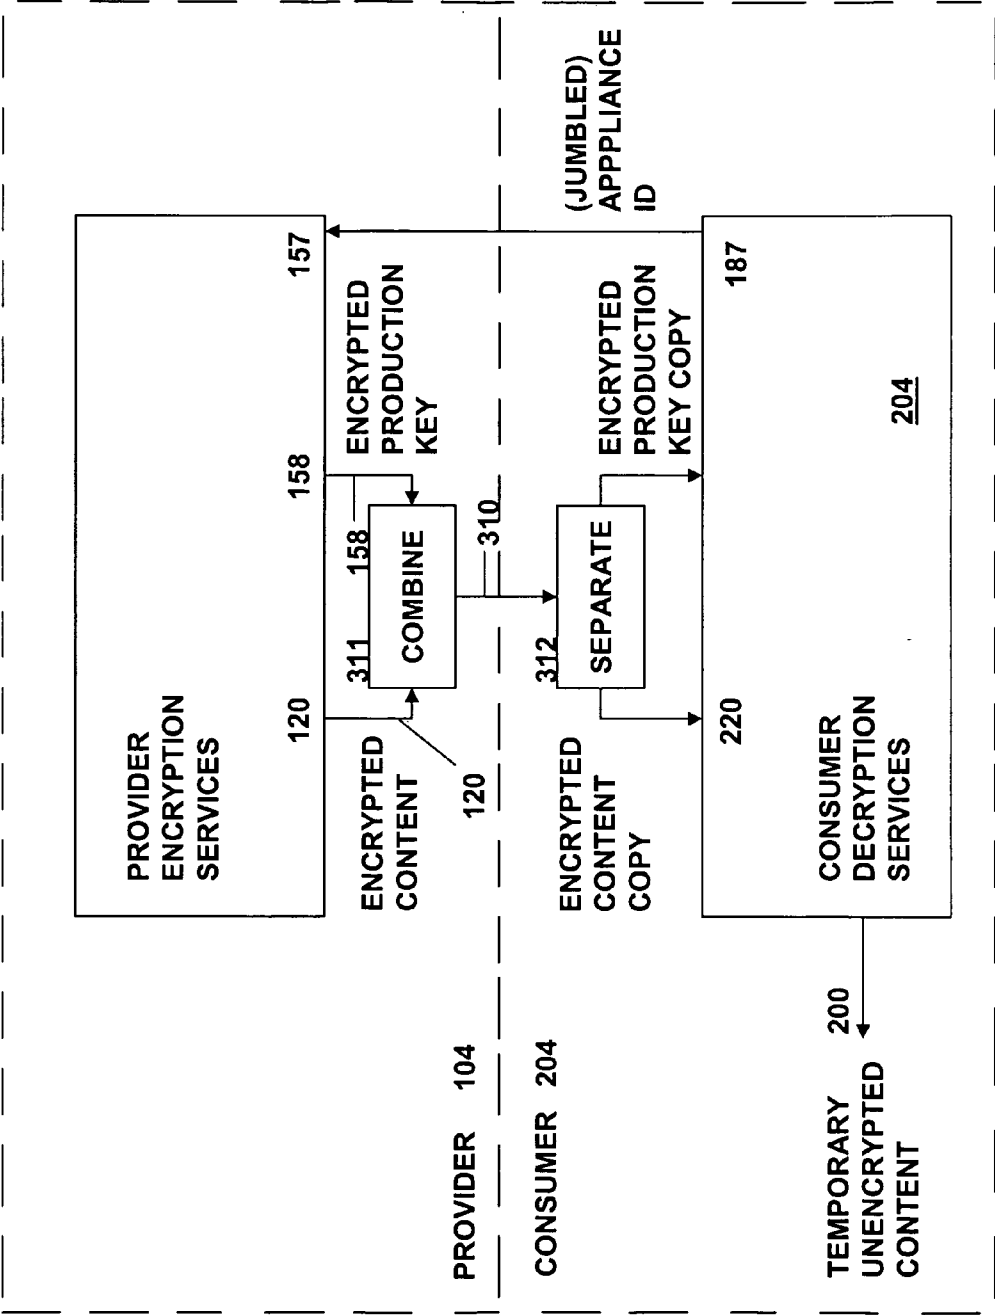 PROVIDER
ENCRYPTION
SERVICES
120
158
157
ENCRYPTED
CONTENT
120
311
COMBINE
158
ENCRYPTED
PRODUCTION
KEY
310
(JUMBLED)
APPPLIANCE
ID
PROVIDER 104
CONSUMER 204
ENCRYPTED
CONTENT
COPY
312
SEPARATE
ENCRYPTED
PRODUCTION
KEY COPY
220
187
204
CONSUMER
DECRYPTION
SERVICES
200
TEMPORARY
UNENCRYPTED
CONTENT